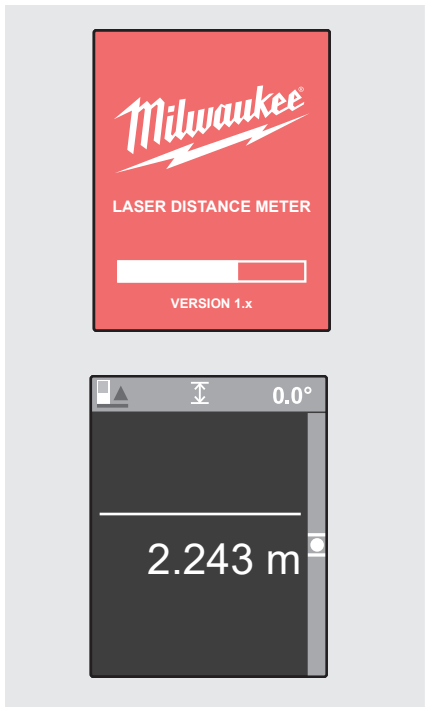 Milwaukee®
LASER DISTANCE METER
VERSION 1.x
0.0°
2.243 m